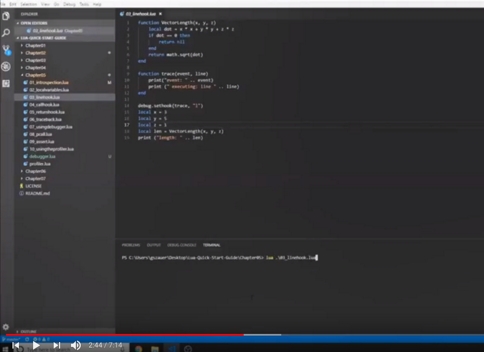 File Edit Selection View Go Debug Tasks Help
EXPLORER
OPEN EDITORS
03_linehook.lua Chapter05
LUA-QUICK-START-GUIDE
Chapter01
Chapter02
Chapter03
Chapter04
Chapter05
01_introspection.lua
02_localvariables.lua
03_linehook.lua
04_callhook.lua
05_returnhook.lua
06_traceback.lua
07_usingdebugger.lua
08_pcall.lua
09_assert.lua
10_usingtheprofiler.lua
debugger.lua
profiler.lua
Chapter06
Chapter07
LICENSE
README.md
OUTLINE
03_linehook.lua
1 function VectorLength(x, y, z)
2 local dot = x * x + y * y + z * z
3 if dot == 0 then
4 return nil
5 end
6 return math.sqrt(dot)
7 end
8
9 function trace(event, line)
10 print("event: " .. event)
11 print (" executing: line " .. line)
12 end
13
14 debug.sethook(trace, "l")
15 local x = 3
16 local y = 5
17 local z = 1
18 local len = VectorLength(x, y, z)
19 print ("length: " .. len)
PROBLEMS OUTPUT DEBUG CONSOLE TERMINAL
PS C:\Users\gszauer\Desktop\Lua-Quick-Start-Guide\Chapter05> lua .\03_linehook.lua
2:44 / 7:14